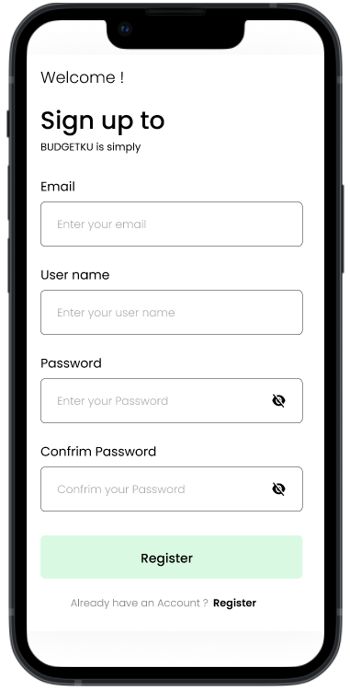 Welcome !
Sign up to
BUDGETKU is simply
Email
Enter your email
User name
Enter your user name
Password
Enter your Password
Confrim Password
Confrim your Password
Register
Already have an Account ? Register